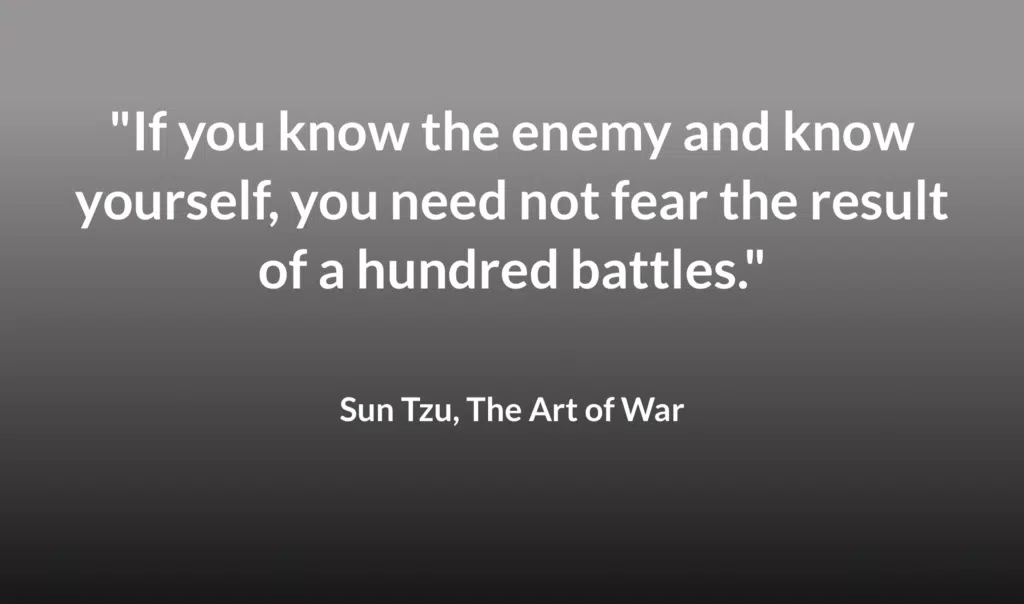 "If you know the enemy and know
yourself, you need not fear the result
of a hundred battles."
Sun Tzu, The Art of War